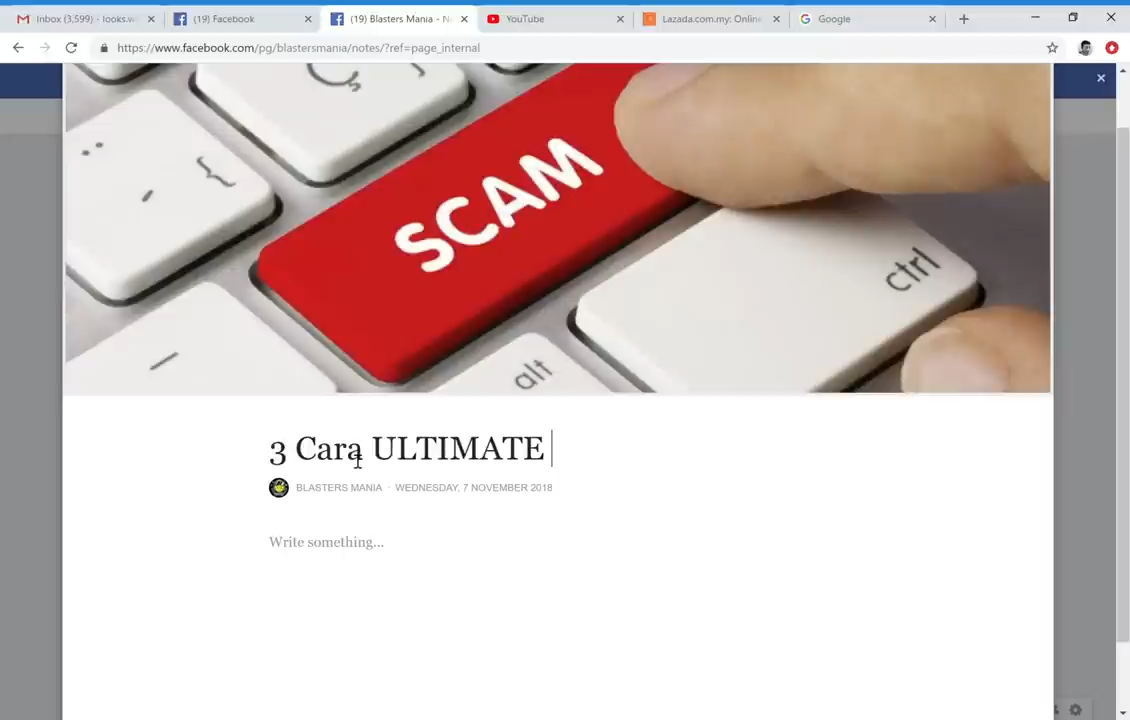 Inbox (3,599) - looks.w
(19) Facebook
(19) Blasters Mania - N
YouTube
Lazada.com.my: Online
Google
https://www.facebook.com/pg/blastersmania/notes/?ref=page_internal
SCAM
ctrl
alt
3 Cara ULTIMATE
BLASTERS MANIA · WEDNESDAY, 7 NOVEMBER 2018
Write something...